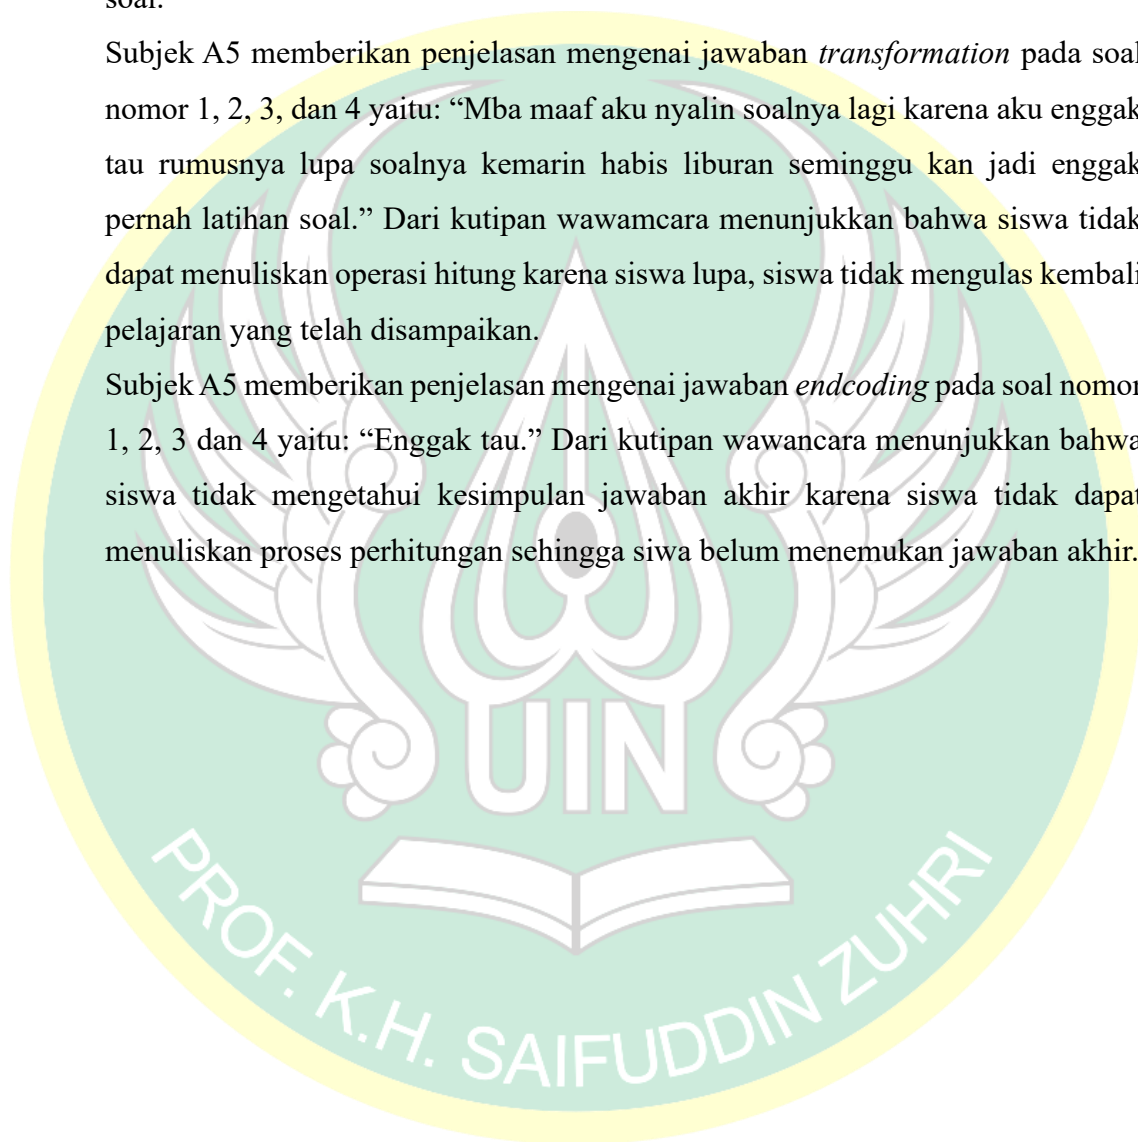 soal.
Subjek A5 memberikan penjelasan mengenai jawaban transformation pada soal
nomor 1, 2, 3, dan 4 yaitu: “Mba maaf aku nyalin soalnya lagi karena aku enggak
tau rumusnya lupa soalnya kemarin habis liburan seminggu kan jadi enggak
pernah latihan soal.” Dari kutipan wawamcara menunjukkan bahwa siswa tidak
dapat menuliskan operasi hitung karena siswa lupa, siswa tidak mengulas kembali
pelajaran yang telah disampaikan.
Subjek A5 memberikan penjelasan mengenai jawaban endcoding pada soal nomor
1, 2, 3 dan 4 yaitu: “Enggak tau.” Dari kutipan wawancara menunjukkan bahwa
siswa tidak mengetahui kesimpulan jawaban akhir karena siswa tidak dapat
menuliskan proses perhitungan sehingga siwa belum menemukan jawaban akhir.
UIN
PROF. K.H. SAIFUDDIN ZUHRI